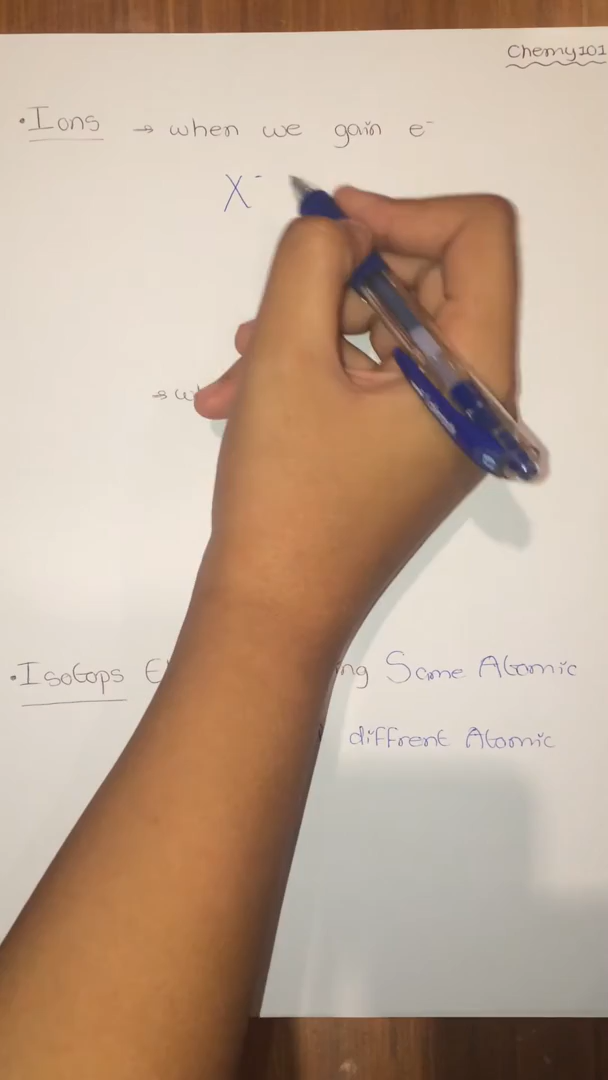 Chemy101
• Ions → when we gain e⁻
X⁻
→
• Isotops Same Atomic
diffrent Atomic